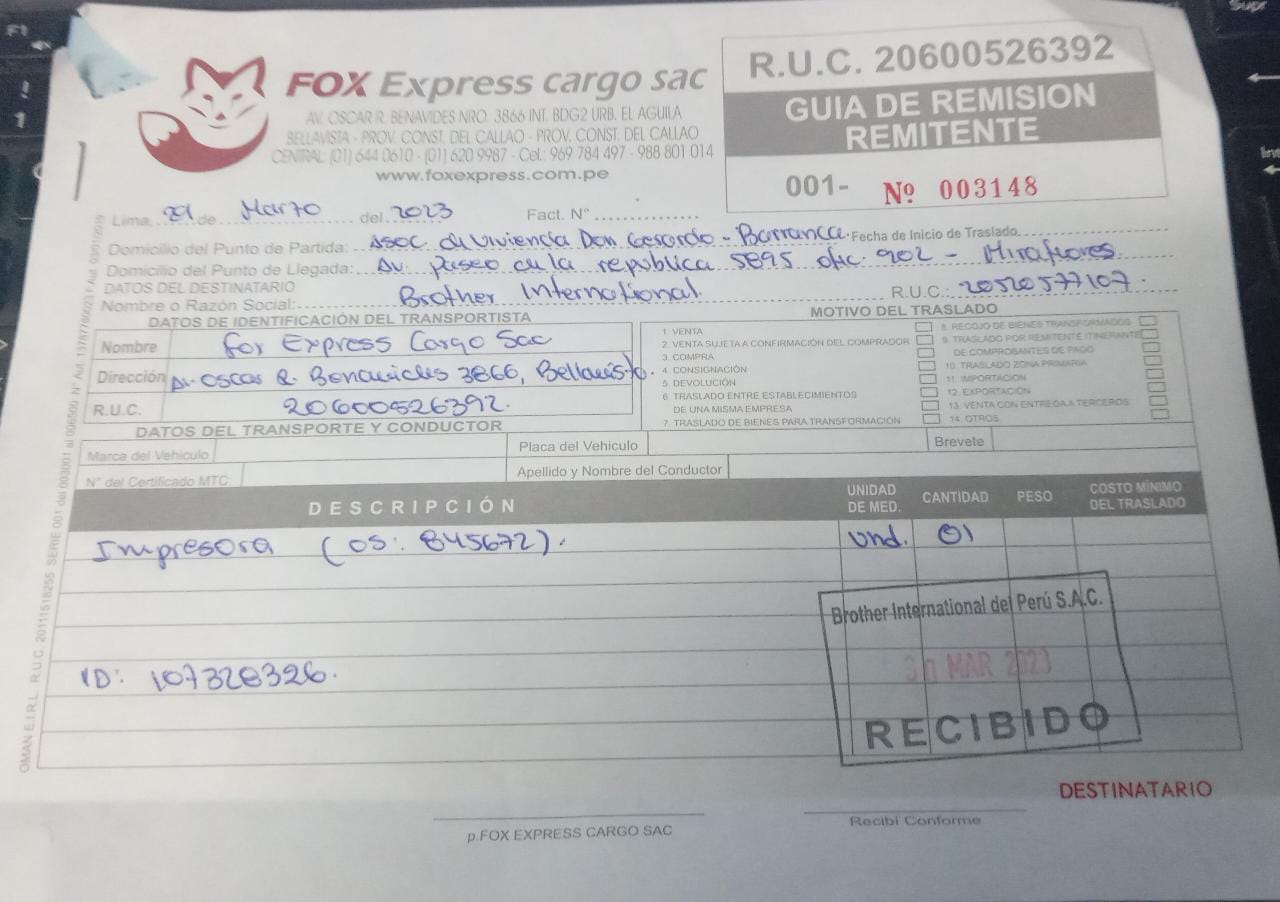 FOX Express cargo sac
AV. OSCAR R. BENAVIDES NRO. 3866 INT. BDG2 URB. EL AGUILA
BELLAVISTA - PROV. CONST. DEL CALLAO - PROV. CONST. DEL CALLAO
CENTRAL: (01) 644 0610 - (01) 620 9987 - Cel.: 969 784 497 - 988 801 014
www.foxexpress.com.pe
R.U.C. 20600526392
GUIA DE REMISION
REMITENTE
001- Nº 003148
Lima, 29 de Marzo del 2023 Fact. N°
Domicilio del Punto de Partida: Asoc. de Vivienda Don Gerardo - Barranca. Fecha de Inicio de Traslado
Domicilio del Punto de Llegada: Av. paseo de la republica 5895 ofic. 902 - Miraflores.
DATOS DEL DESTINATARIO
Nombre o Razón Social: Brother International. R.U.C.: 20520577107.
DATOS DE IDENTIFICACIÓN DEL TRANSPORTISTA
Nombre Fox Express Cargo Sac
Dirección Av. Oscar R. Benavides 3866, Bellavista.
R.U.C. 20600526392.
MOTIVO DEL TRASLADO
1. VENTA
2. VENTA SUJETA A CONFIRMACIÓN DEL COMPRADOR
3. COMPRA
4. CONSIGNACIÓN
5. DEVOLUCIÓN
6. TRASLADO ENTRE ESTABLECIMIENTOS
DE UNA MISMA EMPRESA
7. TRASLADO DE BIENES PARA TRANSFORMACIÓN
8. RECOJO DE BIENES TRANSFORMADOS
9. TRASLADO POR REMITENTE ITINERANTE
DE COMPROBANTES DE PAGO
10. TRASLADO ZONA PRIMARIA
11. IMPORTACIÓN
12. EXPORTACIÓN
13. VENTA CON ENTREGA A TERCEROS
14. OTROS
DATOS DEL TRANSPORTE Y CONDUCTOR
Marca del Vehiculo Placa del Vehiculo Brevete
N° del Certificado MTC: Apellido y Nombre del Conductor
DESCRIPCIÓN UNIDAD DE MED. CANTIDAD PESO COSTO MÍNIMO DEL TRASLADO
Impresora (OS: 845672). Und. 01
ID: 107328326.
Brother International del Perú S.A.C.
30 MAR 2023
RECIBIDO
DESTINATARIO
p.FOX EXPRESS CARGO SAC
Recibí Conforme
OMAN E.I.R.L. R.U.C. 20111518255 SERIE 001 del 003001 al 006500